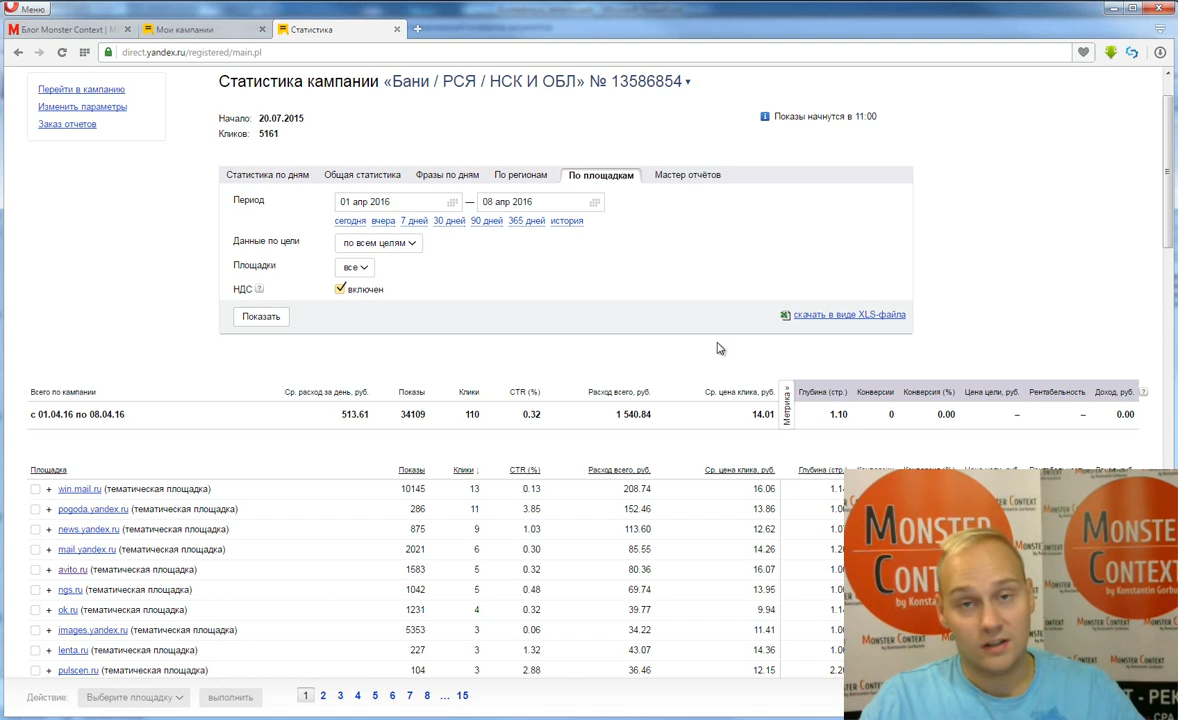 Меню
Блог Monster Context | М
Мои кампании
Статистика
direct.yandex.ru/registered/main.pl
Перейти в кампанию
Изменить параметры
Заказ отчетов
Статистика кампании «Бани / РСЯ / НСК И ОБЛ» № 13586854
Начало: 20.07.2015
Кликов: 5161
Показы начнутся в 11:00
Статистика по дням Общая статистика Фразы по дням По регионам По площадкам Мастер отчётов
Период 01 апр 2016 — 08 апр 2016
сегодня вчера 7 дней 30 дней 90 дней 365 дней история
Данные по цели по всем целям
Площадки все
НДС ? включен
Показать
скачать в виде XLS-файла
Всего по кампании Ср. расход за день, руб. Показы Клики CTR (%) Расход всего, руб. Ср. цена клика, руб. Метрика » Глубина (стр.) Конверсии Конверсия (%) Цена цели, руб. Рентабельность Доход, руб. ?
с 01.04.16 по 08.04.16 513.61 34109 110 0.32 1 540.84 14.01 1.10 0 0.00 – – 0.00
Площадка Показы Клики ↓ CTR (%) Расход всего, руб. Ср. цена клика, руб. Глубина (стр.)
+ win.mail.ru (тематическая площадка) 10145 13 0.13 208.74 16.06
+ pogoda.yandex.ru (тематическая площадка) 286 11 3.85 152.46 13.86
+ news.yandex.ru (тематическая площадка) 875 9 1.03 113.60 12.62
+ mail.yandex.ru (тематическая площадка) 2021 6 0.30 85.55 14.26
+ avito.ru (тематическая площадка) 1583 5 0.32 80.36 16.07
+ ngs.ru (тематическая площадка) 1042 5 0.48 69.74 13.95
+ ok.ru (тематическая площадка) 1231 4 0.32 39.77 9.94
+ images.yandex.ru (тематическая площадка) 5353 3 0.06 34.22 11.41
+ lenta.ru (тематическая площадка) 227 3 1.32 43.07 14.36
+ pulscen.ru (тематическая площадка) 104 3 2.88 36.46 12.15
Действие: Выберите площадку выполнить 1 2 3 4 5 6 7 8 ... 15
MONSTER
CONT
by Konstantin
MONSTER CONTEXT
MONSTER
CONTEXT
by Konstantin Gorbu
MONSTER CONTEXT